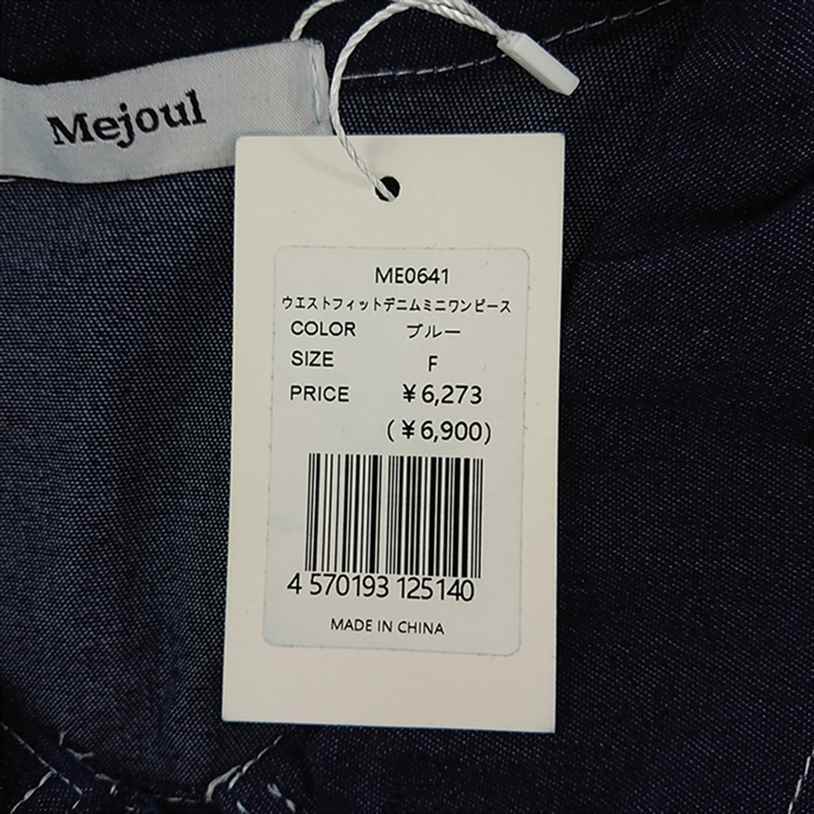 Mejoul
ME0641
ウエストフィットデニムミニワンピース
COLOR ブルー
SIZE F
PRICE ¥6,273
(¥6,900)
4 570193 125140
MADE IN CHINA